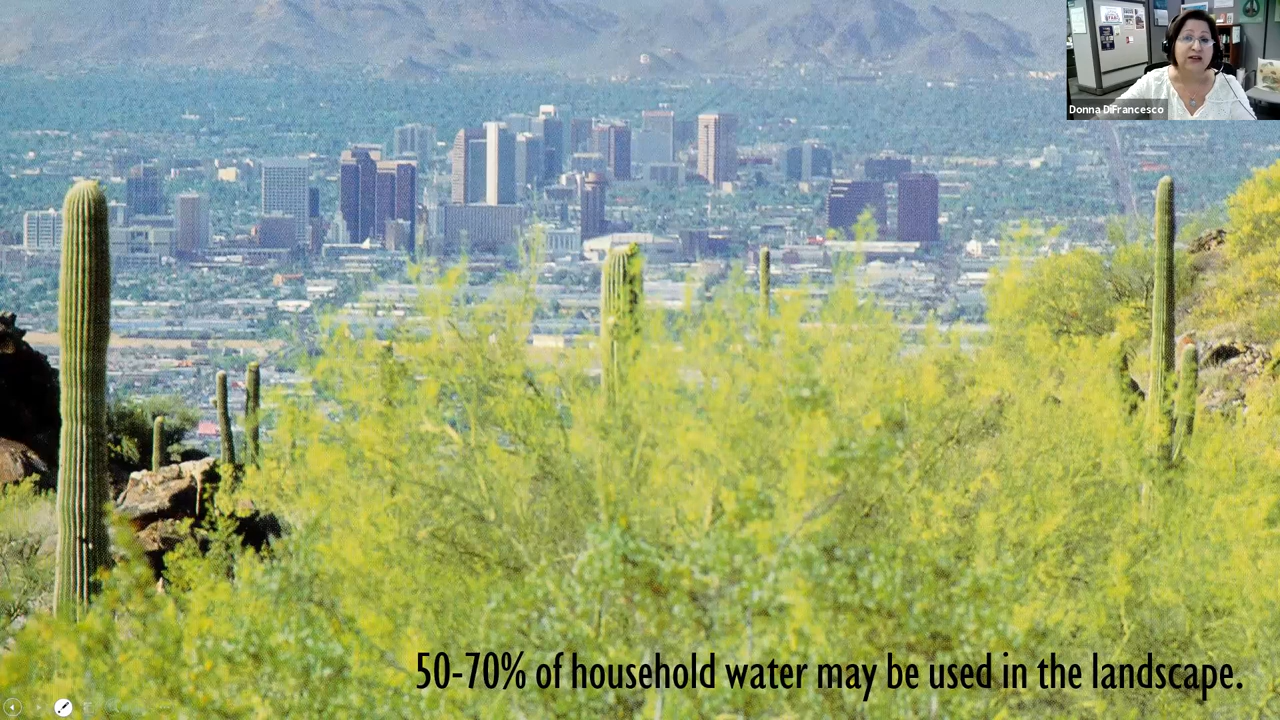 Donna DiFrancesco
50-70% of household water may be used in the landscape.